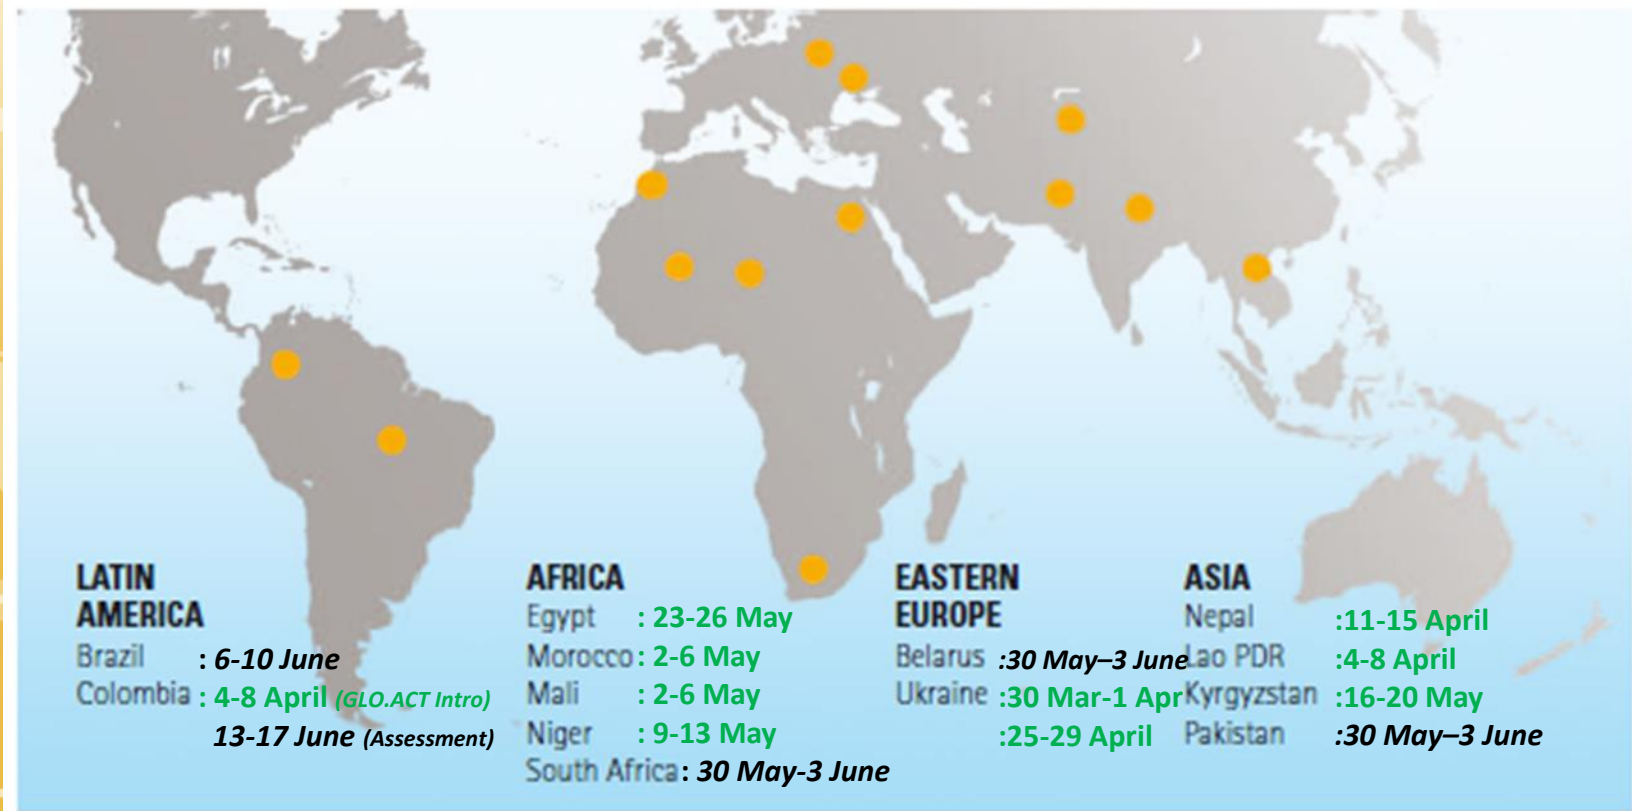 LATIN
AMERICA
Brazil : 6-10 June
Colombia : 4-8 April (GLO.ACT Intro)
13-17 June (Assessment)
AFRICA
Egypt : 23-26 May
Morocco : 2-6 May
Mali : 2-6 May
Niger : 9-13 May
South Africa : 30 May-3 June
EASTERN
EUROPE
Belarus :30 May–3 June
Ukraine :30 Mar-1 Apr
:25-29 April
ASIA
Nepal :11-15 April
Lao PDR :4-8 April
Kyrgyzstan :16-20 May
Pakistan :30 May–3 June